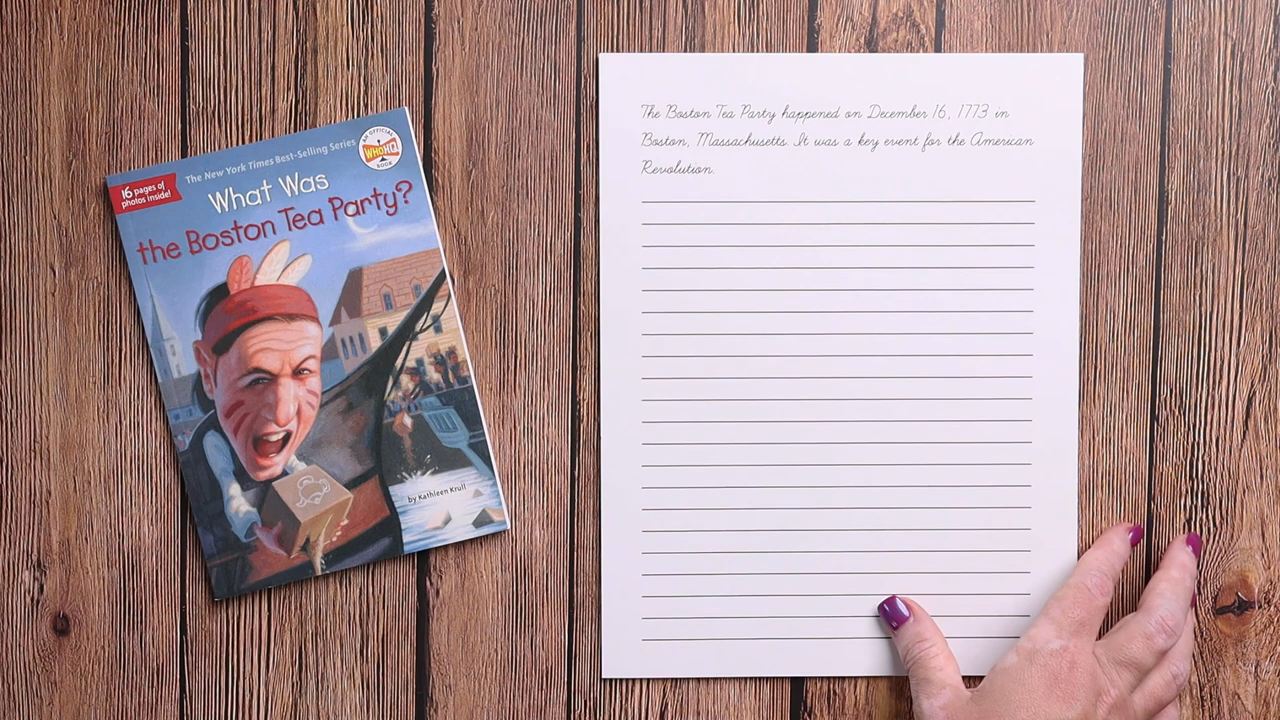 The New York Times Best-Selling Series
AN OFFICIAL
WHO HQ
BOOK
16 pages of
photos inside!
What Was
the Boston Tea Party?
by Kathleen Krull
The Boston Tea Party happened on December 16, 1773 in
Boston, Massachusetts. It was a key event for the American
Revolution.